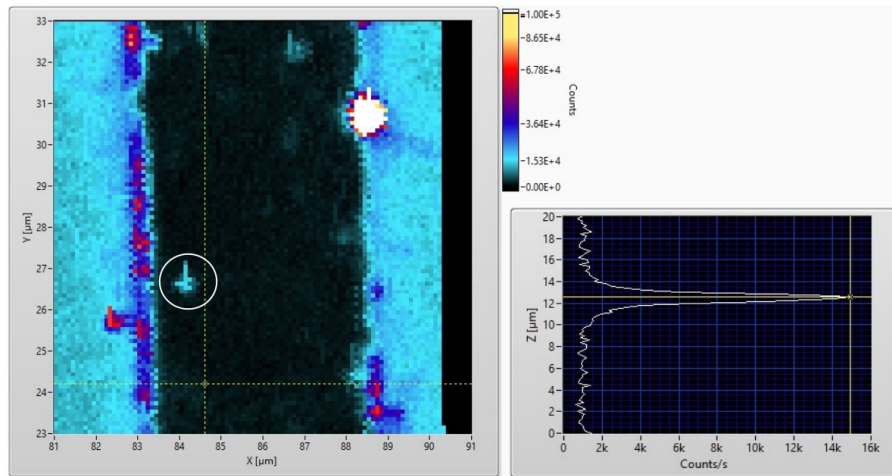 33
32
31
30
29
28
27
26
25
24
23
Y [µm]
81 82 83 84 85 86 87 88 89 90 91
X [µm]
=1.00E+5
-8.65E+4
-6.78E+4
-3.64E+4
-1.53E+4
-0.00E+0
Counts
20
18
16
14
12
10
8
6
4
2
0
Z [µm]
0 2k 4k 6k 8k 10k 12k 14k 16k
Counts/s